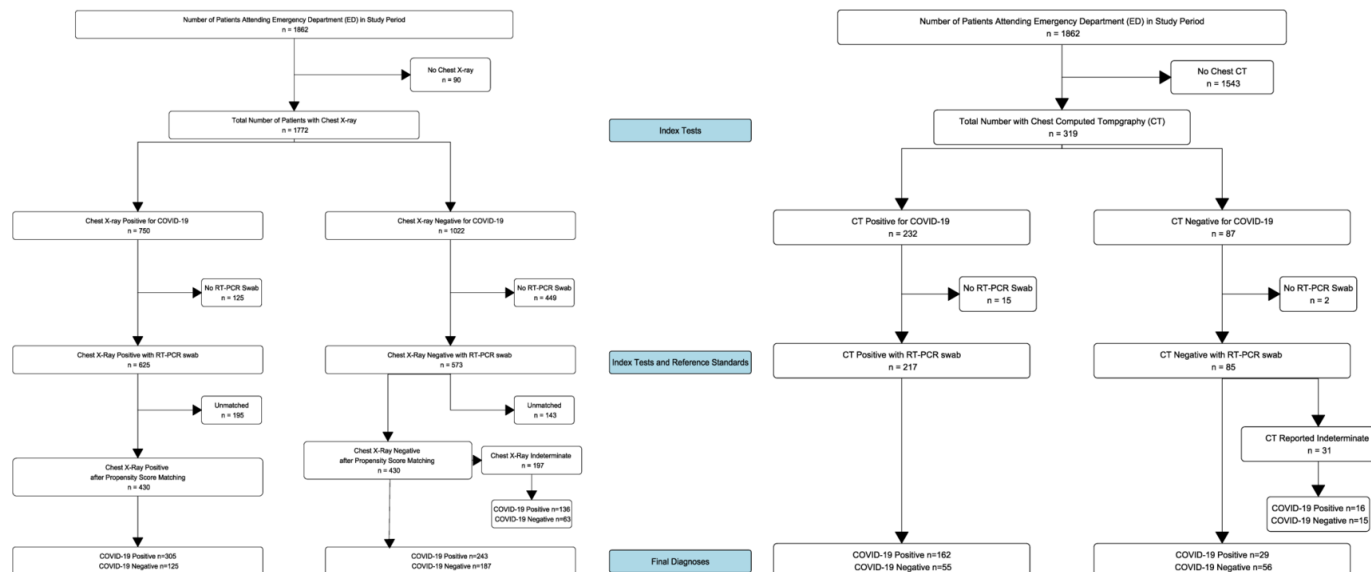 Number of Patients Attending Emergency Department (ED) in Study Period
n = 1862
No Chest X-ray
n = 90
Total Number of Patients with Chest X-ray
n = 1772
Chest X-ray Positive for COVID-19
n = 750
Chest X-ray Negative for COVID-19
n = 1022
No RT-PCR Swab
n = 125
No RT-PCR Swab
n = 449
Chest X-Ray Positive with RT-PCR swab
n = 625
Chest X-Ray Negative with RT-PCR swab
n = 573
Unmatched
n = 195
Unmatched
n = 143
Chest X-Ray Positive
after Propensity Score Matching
n = 430
Chest X-Ray Negative
after Propensity Score Matching
n = 430
Chest X-Ray Indeterminate
n = 197
COVID-19 Positive n=136
COVID-19 Negative n=63
COVID-19 Positive n=305
COVID-19 Negative n=125
COVID-19 Positive n=243
COVID-19 Negative n=187
Index Tests
Index Tests and Reference Standards
Final Diagnoses
Number of Patients Attending Emergency Department (ED) in Study Period
n = 1862
No Chest CT
n = 1543
Total Number with Chest Computed Tompgraphy (CT)
n = 319
CT Positive for COVID-19
n = 232
CT Negative for COVID-19
n = 87
No RT-PCR Swab
n = 15
No RT-PCR Swab
n = 2
CT Positive with RT-PCR swab
n = 217
CT Negative with RT-PCR swab
n = 85
CT Reported Indeterminate
n = 31
COVID-19 Positive n=16
COVID-19 Negative n=15
COVID-19 Positive n=162
COVID-19 Negative n=55
COVID-19 Positive n=29
COVID-19 Negative n=56